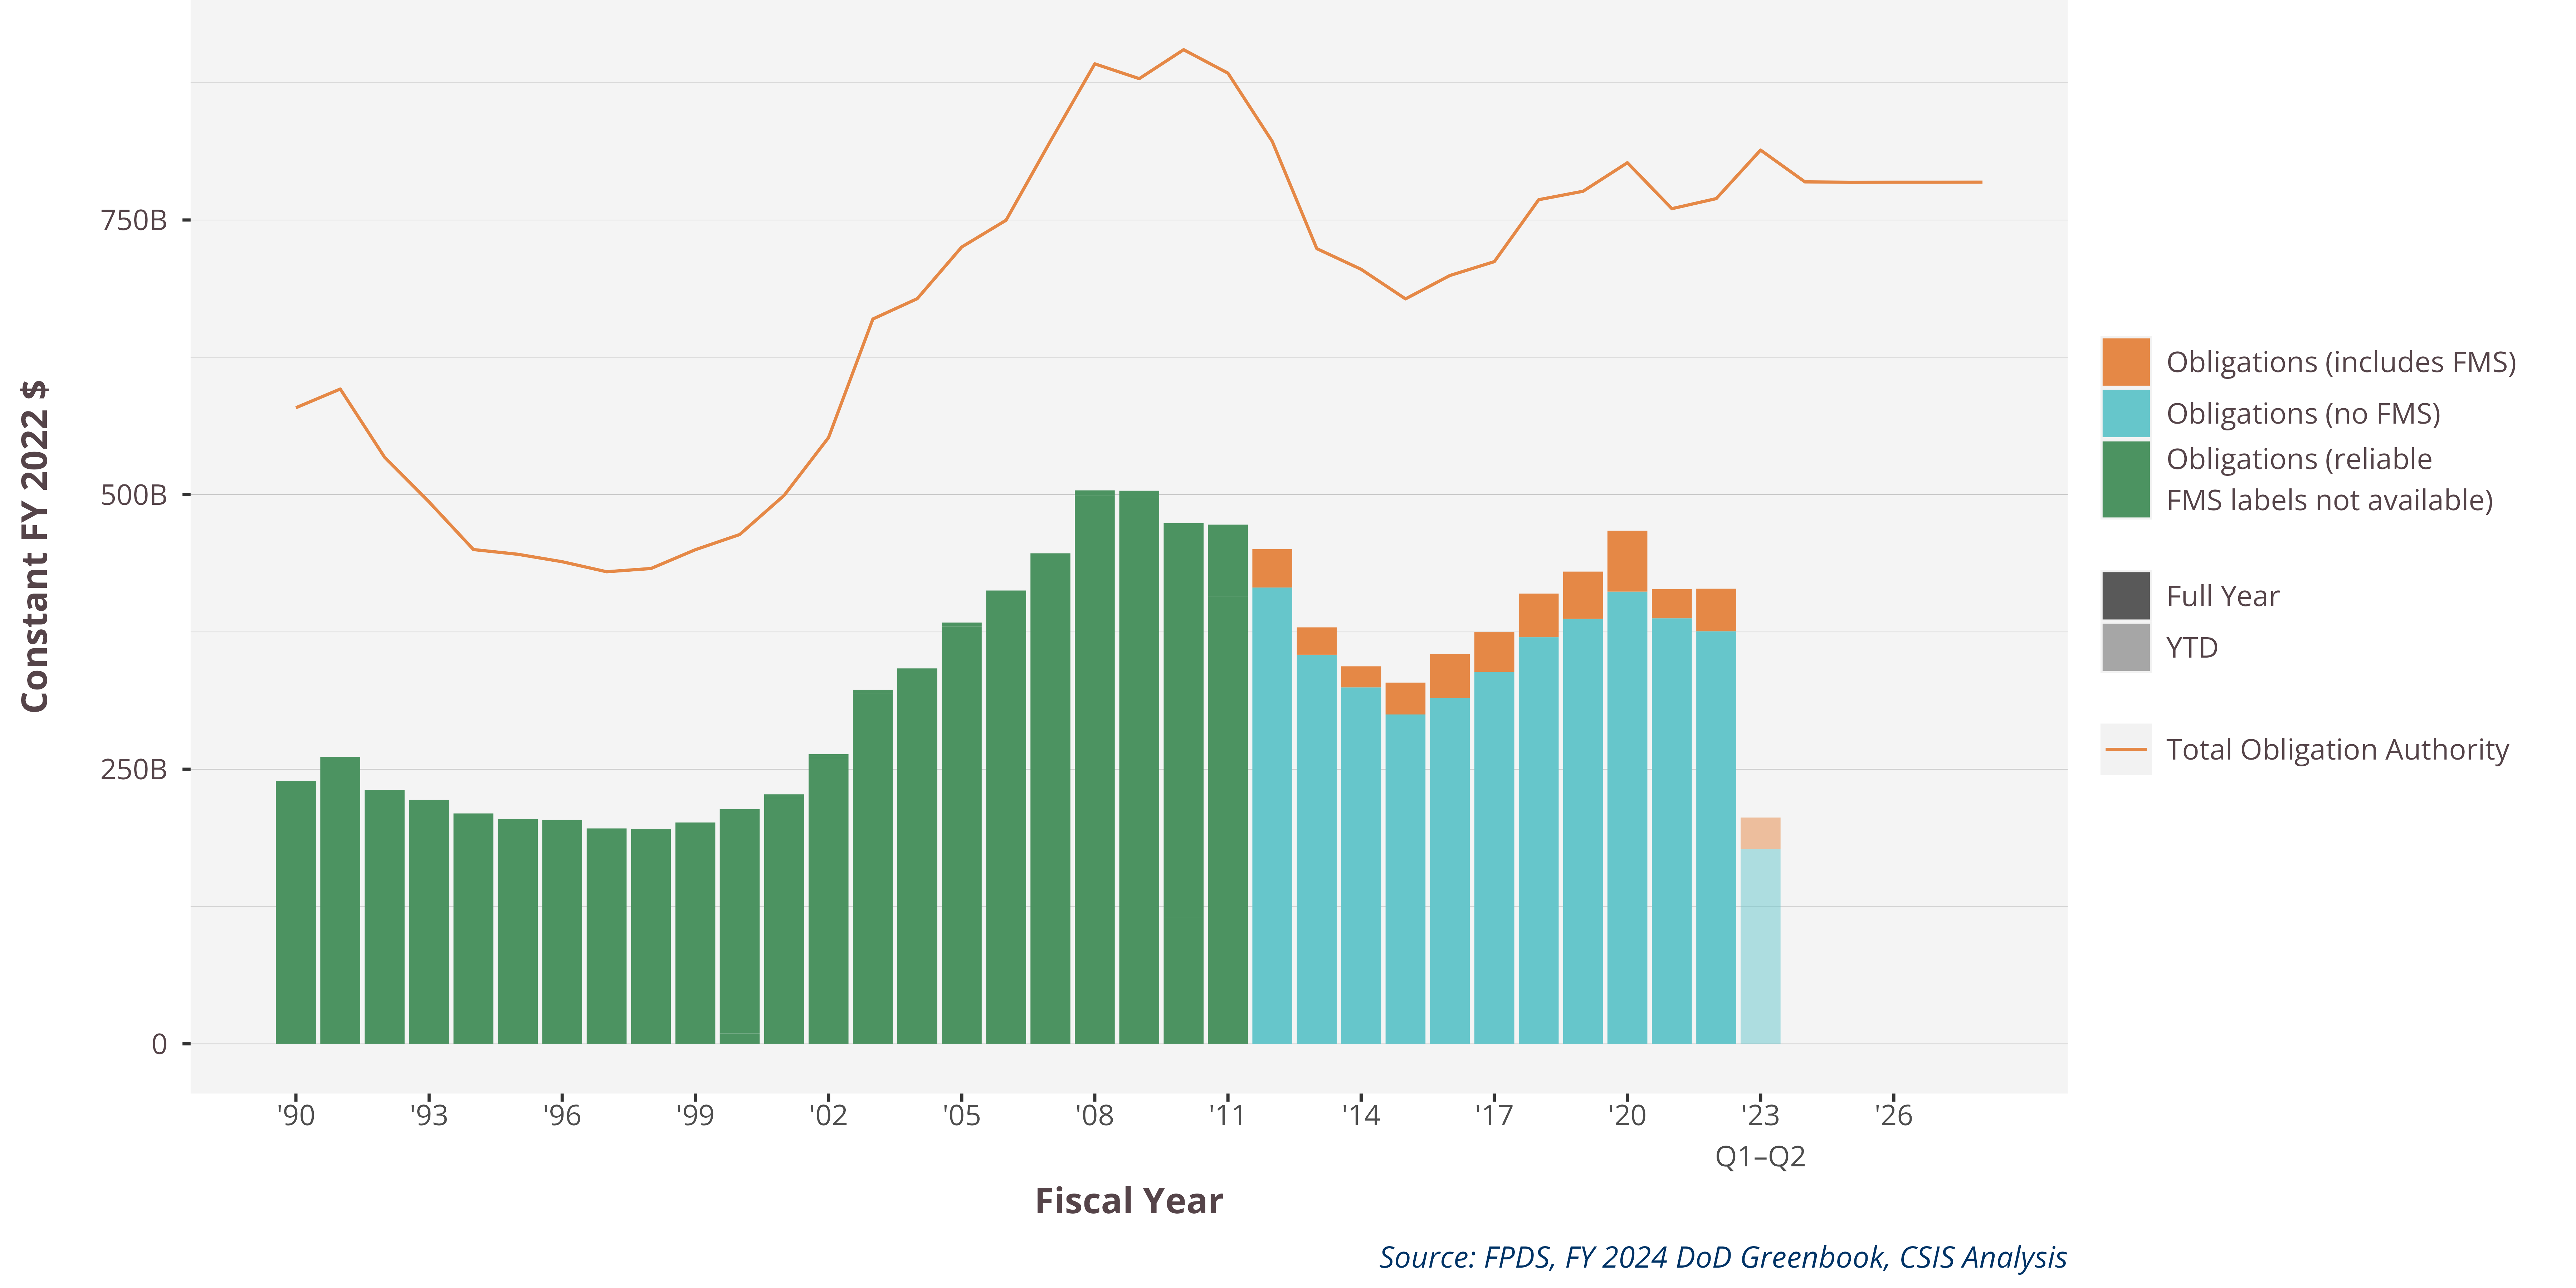 Constant FY 2022 $
750B
500B
250B
0
'90
'93
'96
'99
'02
'05
'08
'11
'14
'17
'20
'23
Q1–Q2
'26
Fiscal Year
Obligations (includes FMS)
Obligations (no FMS)
Obligations (reliable
FMS labels not available)
Full Year
YTD
Total Obligation Authority
Source: FPDS, FY 2024 DoD Greenbook, CSIS Analysis